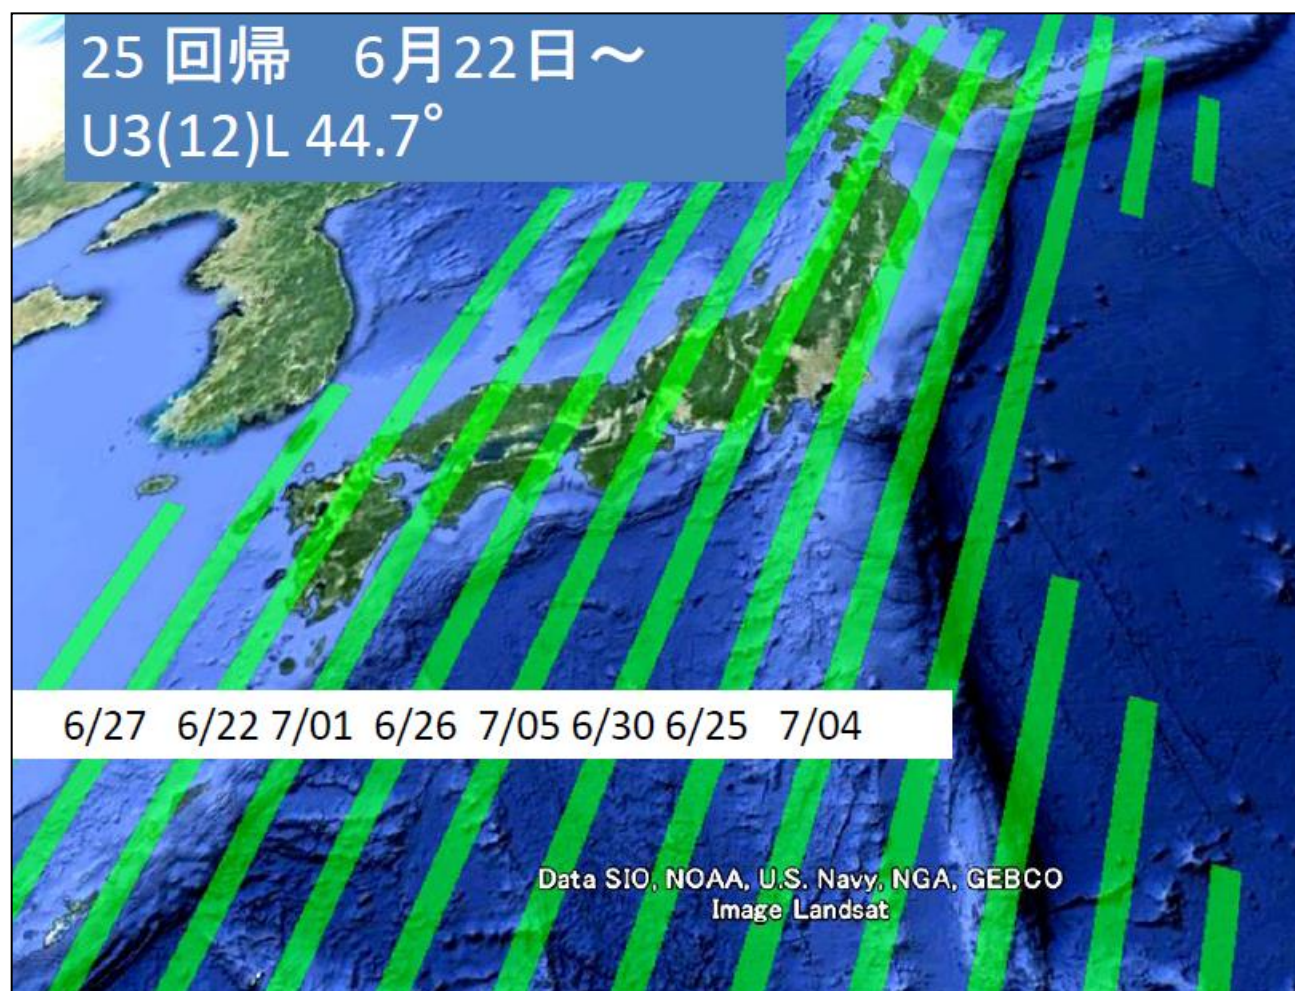 25 回帰　6月22日～
U3(12)L 44.7°
6/27 6/22 7/01 6/26 7/05 6/30 6/25 7/04
Data SIO, NOAA, U.S. Navy, NGA, GEBCO
Image Landsat